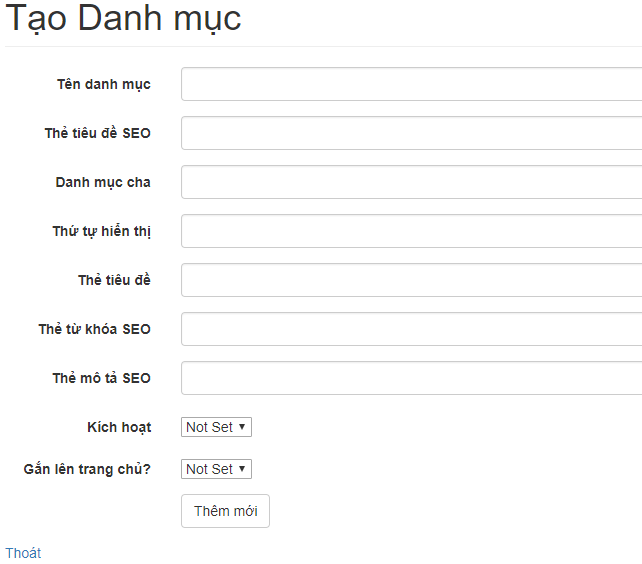 Tạo Danh mục
Tên danh mục
Thẻ tiêu đề SEO
Danh mục cha
Thứ tự hiển thị
Thẻ tiêu đề
Thẻ từ khóa SEO
Thẻ mô tả SEO
Kích hoạt Not Set
Gắn lên trang chủ? Not Set
Thêm mới
Thoát